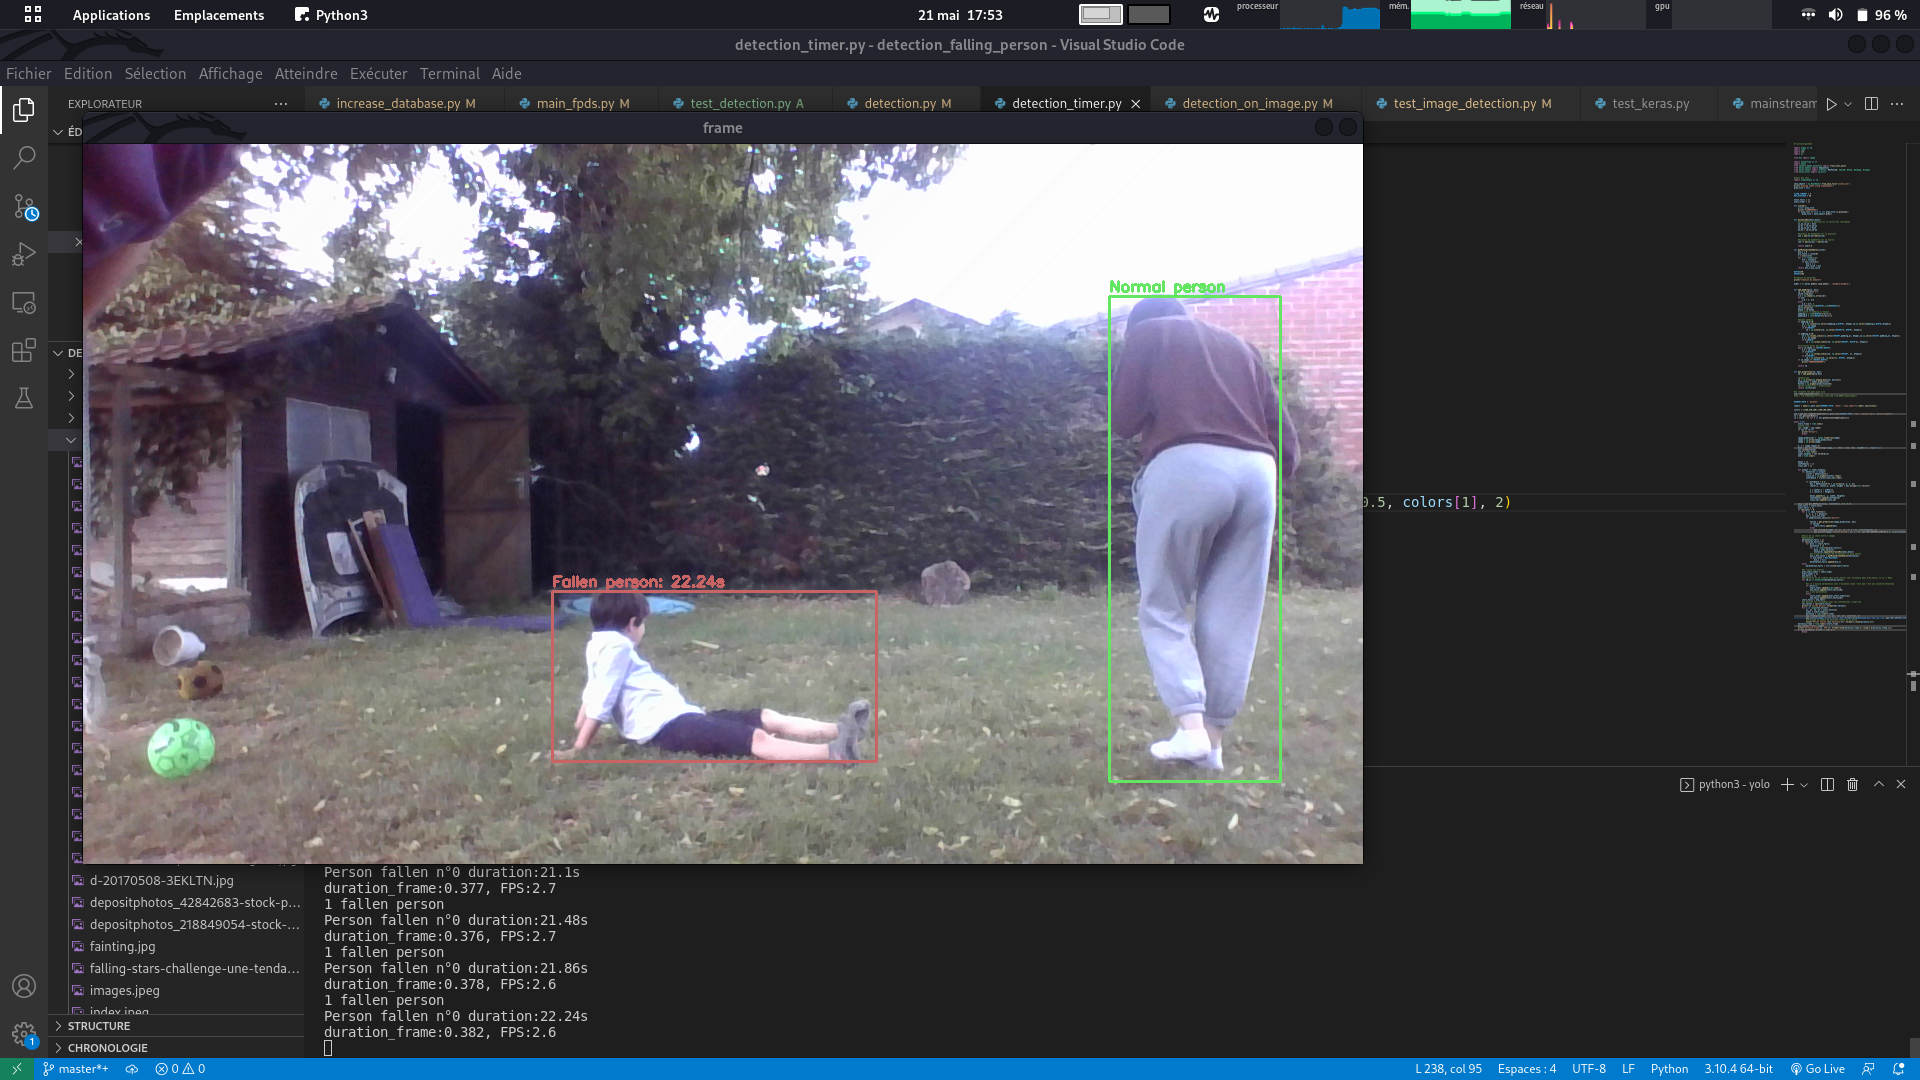 Applications Emplacements Python3 21 mai 17:53 processeur mém. réseau gpu 96 %
detection_timer.py - detection_falling_person - Visual Studio Code
Fichier Edition Sélection Affichage Atteindre Exécuter Terminal Aide
EXPLORATEUR
increase_database.py M main_fpds.py M test_detection.py A detection.py M detection_timer.py detection_on_image.py M test_image_detection.py M test_keras.py mainstream
ÉD
frame
DE
Normal person
Fallen person: 22.24s
0.5, colors[1], 2)
python3 - yolo
d-20170508-3EKLTN.jpg
depositphotos_42842683-stock-p...
depositphotos_218849054-stock-...
fainting.jpg
falling-stars-challenge-une-tenda...
images.jpeg
index.jpeg
STRUCTURE
CHRONOLOGIE
Person fallen n°0 duration:21.1s
duration_frame:0.377, FPS:2.7
1 fallen person
Person fallen n°0 duration:21.48s
duration_frame:0.376, FPS:2.7
1 fallen person
Person fallen n°0 duration:21.86s
duration_frame:0.378, FPS:2.6
1 fallen person
Person fallen n°0 duration:22.24s
duration_frame:0.382, FPS:2.6
1
master*+ 0 0 L 238, col 95 Espaces : 4 UTF-8 LF Python 3.10.4 64-bit Go Live